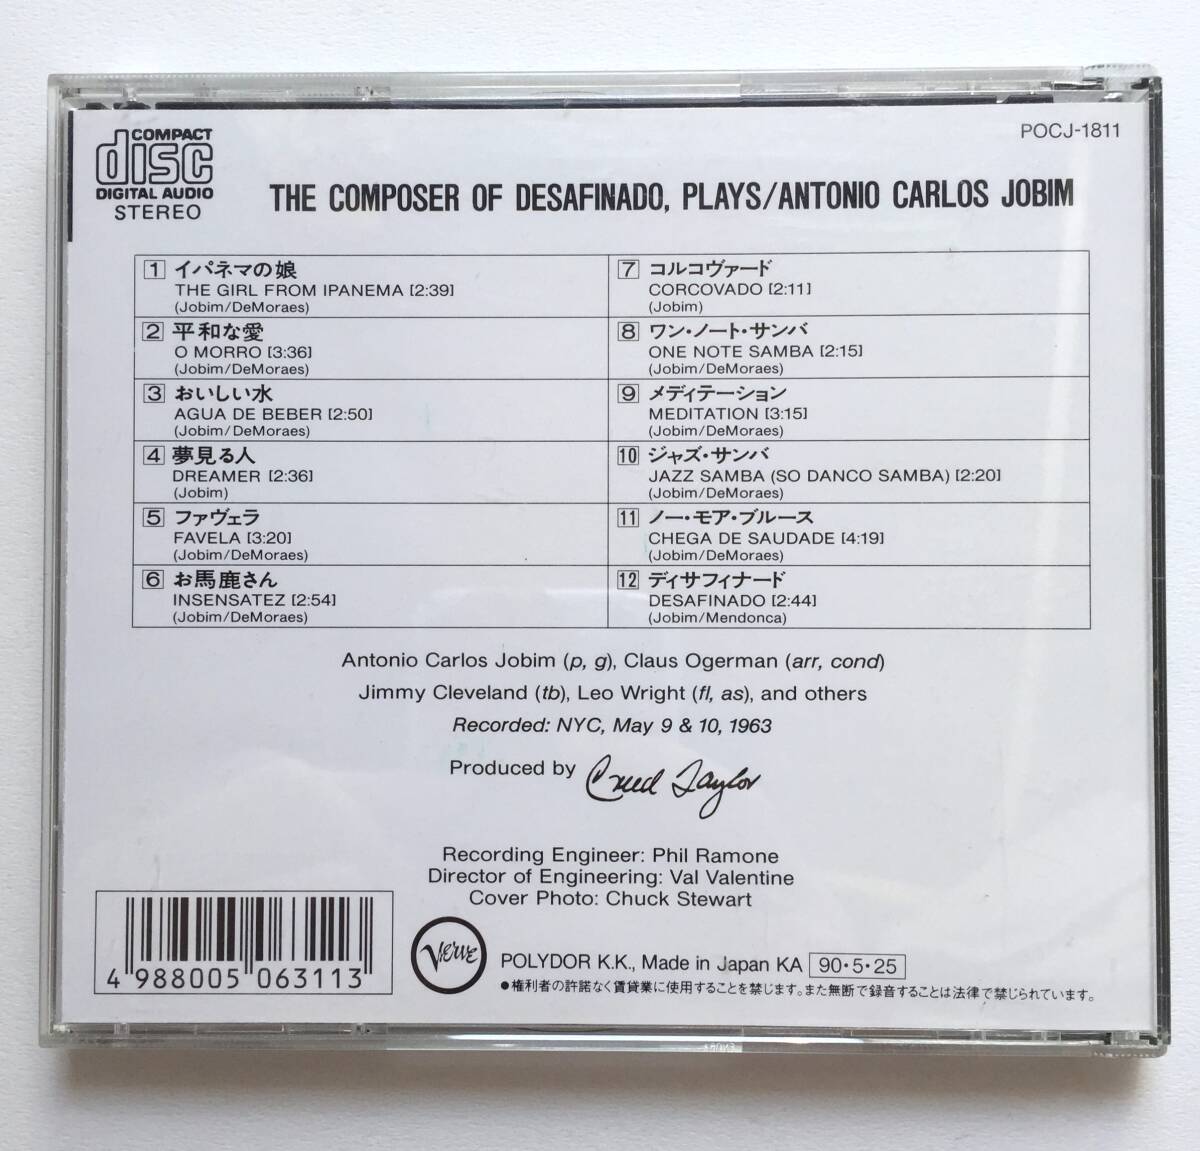 COMPACT
disc
DIGITAL AUDIO
STEREO
POCJ-1811
THE COMPOSER OF DESAFINADO, PLAYS/ANTONIO CARLOS JOBIM
1 イパネマの娘
THE GIRL FROM IPANEMA [2:39]
(Jobim/DeMoraes)
2 平和な愛
O MORRO [3:36]
(Jobim/DeMoraes)
3 おいしい水
AGUA DE BEBER [2:50]
(Jobim/DeMoraes)
4 夢見る人
DREAMER [2:36]
(Jobim)
5 ファヴェラ
FAVELA [3:20]
(Jobim/DeMoraes)
6 お馬鹿さん
INSENSATEZ [2:54]
(Jobim/DeMoraes)
7 コルコヴァード
CORCOVADO [2:11]
(Jobim)
8 ワン・ノート・サンバ
ONE NOTE SAMBA [2:15]
(Jobim/DeMoraes)
9 メディテーション
MEDITATION [3:15]
(Jobim/DeMoraes)
10 ジャズ・サンバ
JAZZ SAMBA (SO DANCO SAMBA) [2:20]
(Jobim/DeMoraes)
11 ノー・モア・ブルース
CHEGA DE SAUDADE [4:19]
(Jobim/DeMoraes)
12 ディサフィナード
DESAFINADO [2:44]
(Jobim/Mendonca)
Antonio Carlos Jobim (p, g), Claus Ogerman (arr, cond)
Jimmy Cleveland (tb), Leo Wright (fl, as), and others
Recorded: NYC, May 9 & 10, 1963
Produced by Creed Taylor
Recording Engineer: Phil Ramone
Director of Engineering: Val Valentine
Cover Photo: Chuck Stewart
4 988005 063113
Verve
POLYDOR K.K., Made in Japan KA 90・5・25
●権利者の許諾なく賃貸業に使用することを禁じます。また無断で録音することは法律で禁じられています。